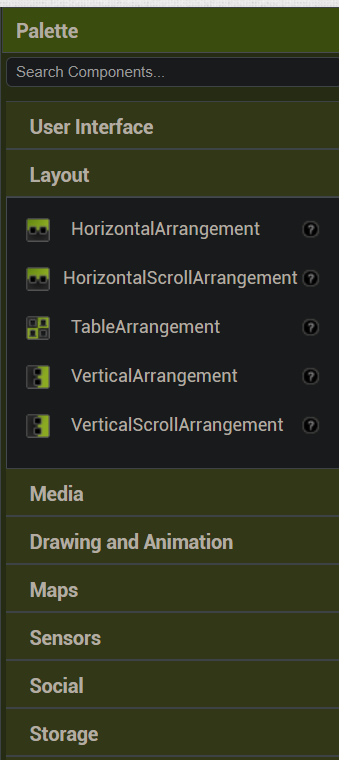 Palette
Search Components...
User Interface
Layout
HorizontalArrangement ?
HorizontalScrollArrangement ?
TableArrangement ?
VerticalArrangement ?
VerticalScrollArrangement ?
Media
Drawing and Animation
Maps
Sensors
Social
Storage